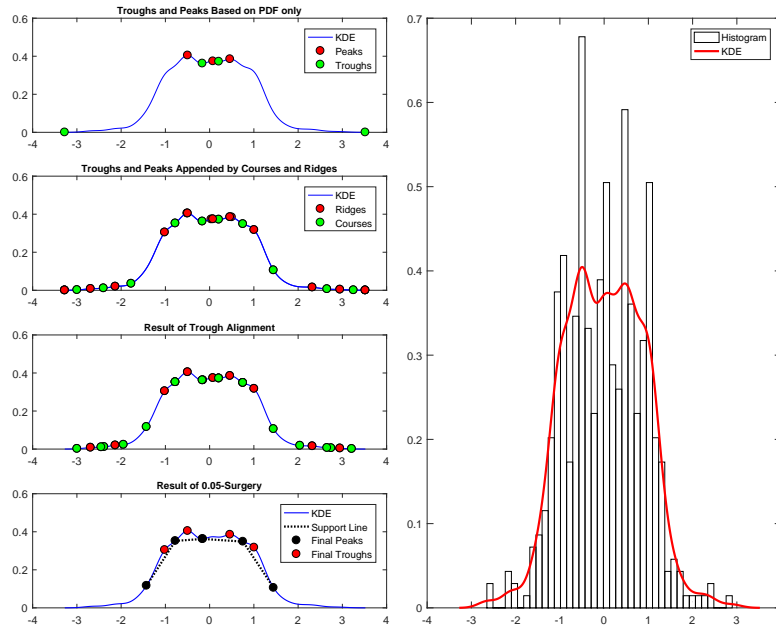 Troughs and Peaks Based on PDF only
0.6
0.4
0.2
0
KDE
Peaks
Troughs
-4 -3 -2 -1 0 1 2 3 4
Troughs and Peaks Appended by Courses and Ridges
0.6
0.4
0.2
0
KDE
Ridges
Courses
-4 -3 -2 -1 0 1 2 3 4
Result of Trough Alignment
0.6
0.4
0.2
0
-4 -3 -2 -1 0 1 2 3 4
Result of 0.05-Surgery
0.6
0.4
0.2
0
KDE
Support Line
Final Peaks
Final Troughs
-4 -3 -2 -1 0 1 2 3 4
0.7
0.6
0.5
0.4
0.3
0.2
0.1
0
Histogram
KDE
-4 -3 -2 -1 0 1 2 3